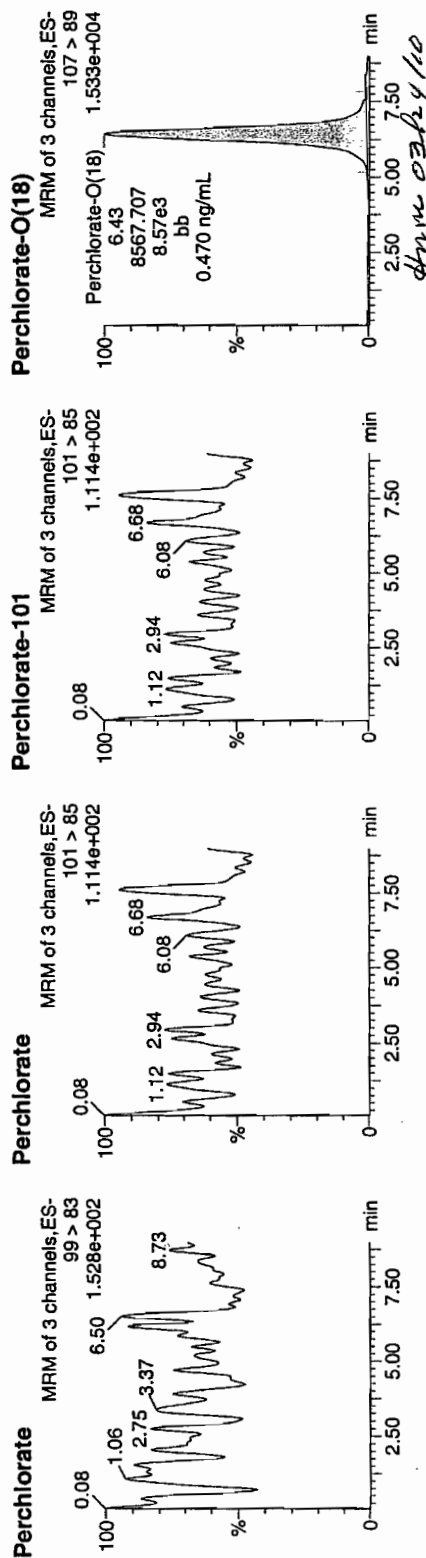 Perchlorate
MRM of 3 channels,ES-
99 > 83
1.528e+002
100
0.08
1.06
2.75
3.37
6.50
8.73
%
0
2.50
5.00
7.50
min
Perchlorate
MRM of 3 channels,ES-
101 > 85
1.114e+002
100
0.08
1.12
2.94
6.08
6.68
%
0
2.50
5.00
7.50
min
Perchlorate-101
MRM of 3 channels,ES-
101 > 85
1.114e+002
100
0.08
1.12
2.94
6.08
6.68
%
0
2.50
5.00
7.50
min
Perchlorate-O(18)
MRM of 3 channels,ES-
107 > 89
1.533e+004
100
Perchlorate-O(18)
6.43
8567.707
8.57e3
bb
0.470 ng/mL
%
0
2.50
5.00
7.50
min
03/24/10